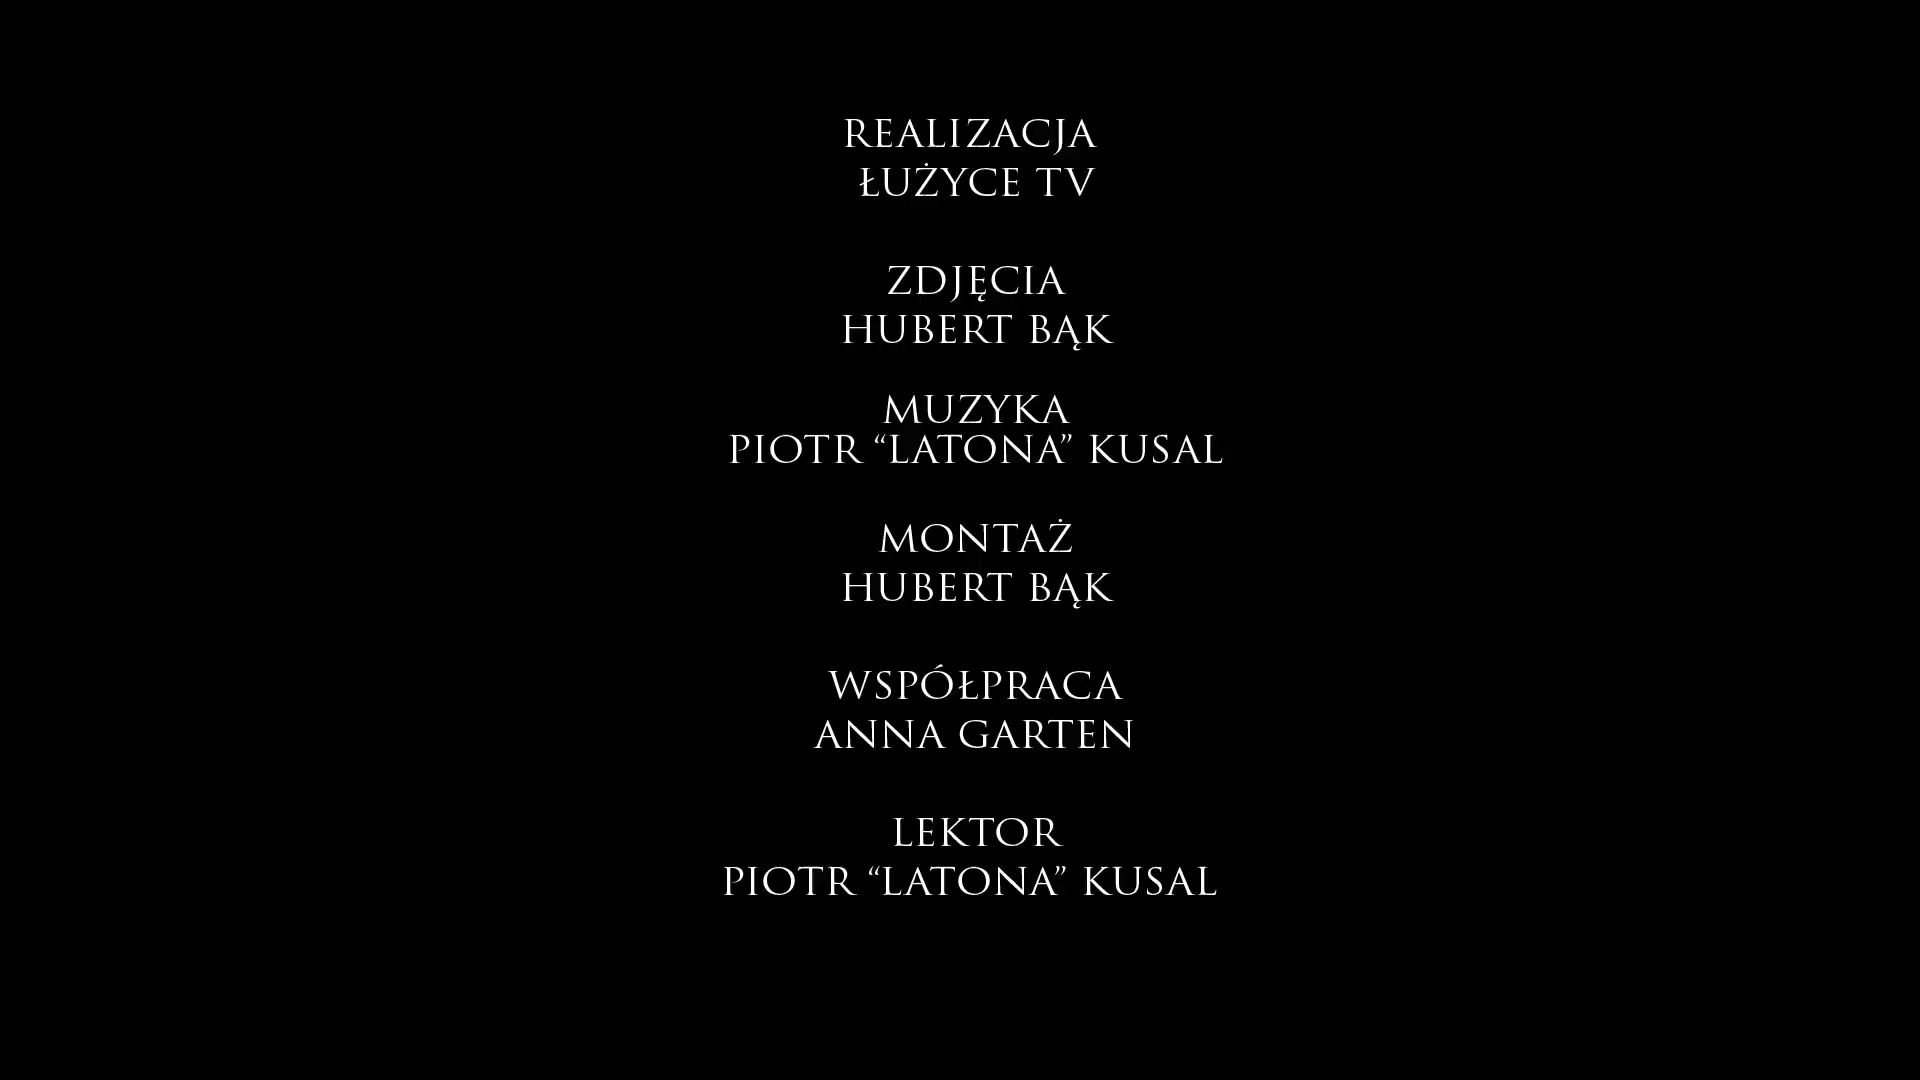 REALIZACJA
ŁUŻYCE TV
ZDJĘCIA
HUBERT BĄK
MUZYKA
PIOTR “LATONA” KUSAL
MONTAŻ
HUBERT BĄK
WSPÓŁPRACA
ANNA GARTEN
LEKTOR
PIOTR “LATONA” KUSAL